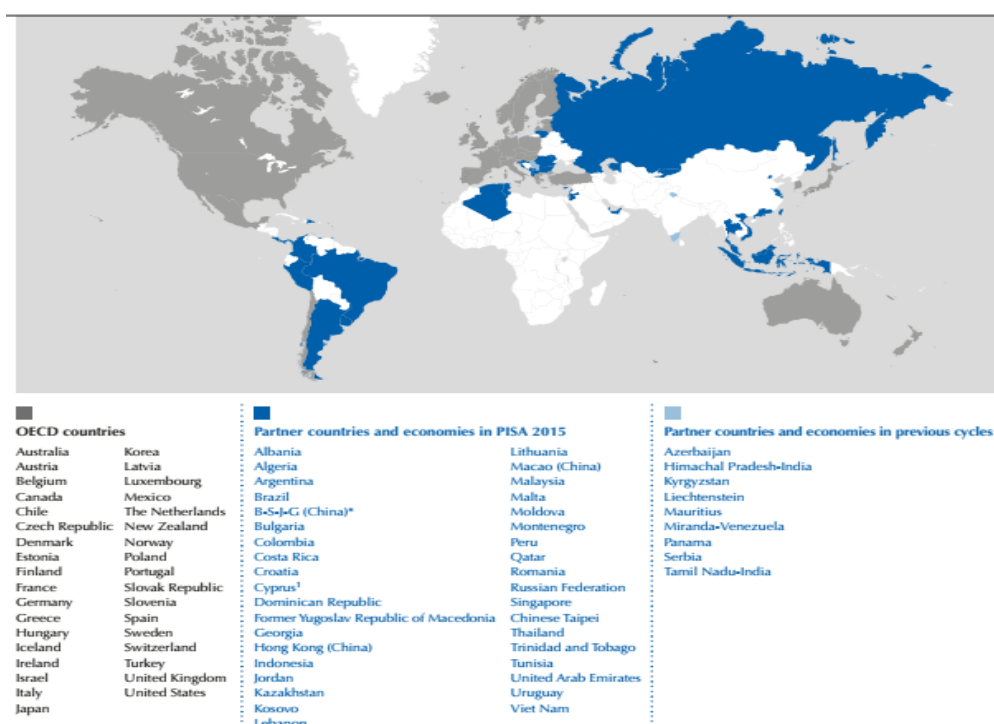 OECD countries
Australia
Austria
Belgium
Canada
Chile
Czech Republic
Denmark
Estonia
Finland
France
Germany
Greece
Hungary
Iceland
Ireland
Israel
Italy
Japan
Korea
Latvia
Luxembourg
Mexico
The Netherlands
New Zealand
Norway
Poland
Portugal
Slovak Republic
Slovenia
Spain
Sweden
Switzerland
Turkey
United Kingdom
United States
Partner countries and economies in PISA 2015
Albania
Algeria
Argentina
Brazil
B-S-J-G (China)*
Bulgaria
Colombia
Costa Rica
Croatia
Cyprus¹
Dominican Republic
Former Yugoslav Republic of Macedonia
Georgia
Hong Kong (China)
Indonesia
Jordan
Kazakhstan
Kosovo
Lebanon
Lithuania
Macao (China)
Malaysia
Malta
Moldova
Montenegro
Peru
Qatar
Romania
Russian Federation
Singapore
Chinese Taipei
Thailand
Trinidad and Tobago
Tunisia
United Arab Emirates
Uruguay
Viet Nam
Partner countries and economies in previous cycles
Azerbaijan
Himachal Pradesh-India
Kyrgyzstan
Liechtenstein
Mauritius
Miranda-Venezuela
Panama
Serbia
Tamil Nadu-India